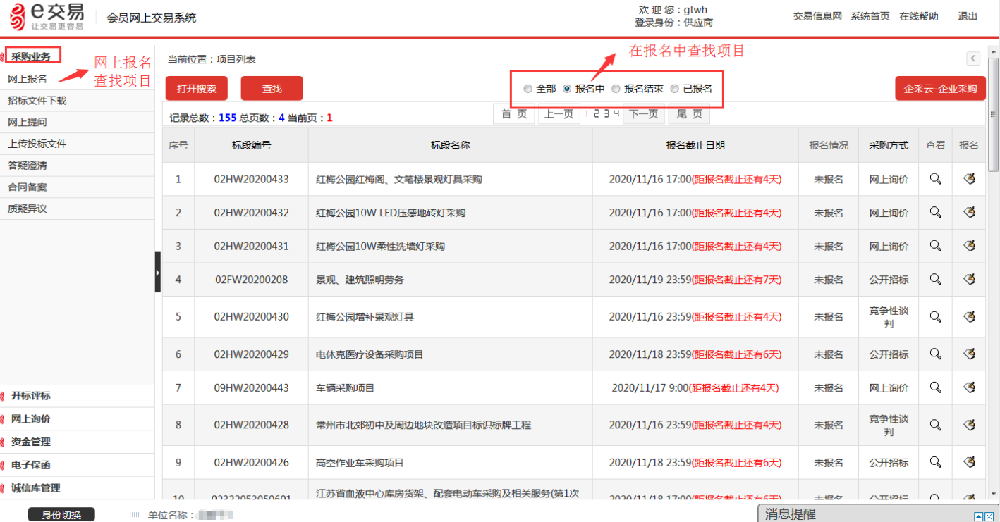 e交易
让交易更容易
会员网上交易系统
欢 迎 您：gtwh
登录身份：供应商
交易信息网 系统首页 在线帮助 退出
采购业务
网上报名
招标文件下载
网上提问
上传投标文件
答疑澄清
合同备案
质疑异议
开标评标
网上询价
资金管理
电子保函
诚信库管理
网上报名
查找项目
当前位置：项目列表
在报名中查找项目
打开搜索 查找
全部 报名中 报名结束 已报名
企采云-企业采购
记录总数：155 总页数：4 当前页：1
首 页 上一页 1 2 3 4 下一页 尾 页
序号 标段编号 标段名称 报名截止日期 报名情况 采购方式 查看 报名
1 02HW20200433 红梅公园红梅阁、文笔楼景观灯具采购 2020/11/16 17:00(距报名截止还有4天) 未报名 网上询价
2 02HW20200432 红梅公园10W LED压感地砖灯采购 2020/11/16 17:00(距报名截止还有4天) 未报名 网上询价
3 02HW20200431 红梅公园10W柔性洗墙灯采购 2020/11/16 17:00(距报名截止还有4天) 未报名 网上询价
4 02FW20200208 景观、建筑照明劳务 2020/11/19 23:59(距报名截止还有7天) 未报名 公开招标
5 02HW20200430 红梅公园增补景观灯具 2020/11/16 23:59(距报名截止还有4天) 未报名 竞争性谈判
6 02HW20200429 电休克医疗设备采购项目 2020/11/18 23:59(距报名截止还有6天) 未报名 公开招标
7 09HW20200443 车辆采购项目 2020/11/17 9:00(距报名截止还有4天) 未报名 网上询价
8 02HW20200428 常州市北郊初中及周边地块改造项目标识标牌工程 2020/11/16 23:59(距报名截止还有4天) 未报名 竞争性谈判
9 02HW20200426 高空作业车采购项目 2020/11/18 23:59(距报名截止还有6天) 未报名 公开招标
10 02322053050601 江苏省血液中心库房货架、配套电动车采购及相关服务(第1次 2020/11/18 17:00(距报名截止还有6天) 未报名 公开招标
身份切换 单位名称：
消息提醒